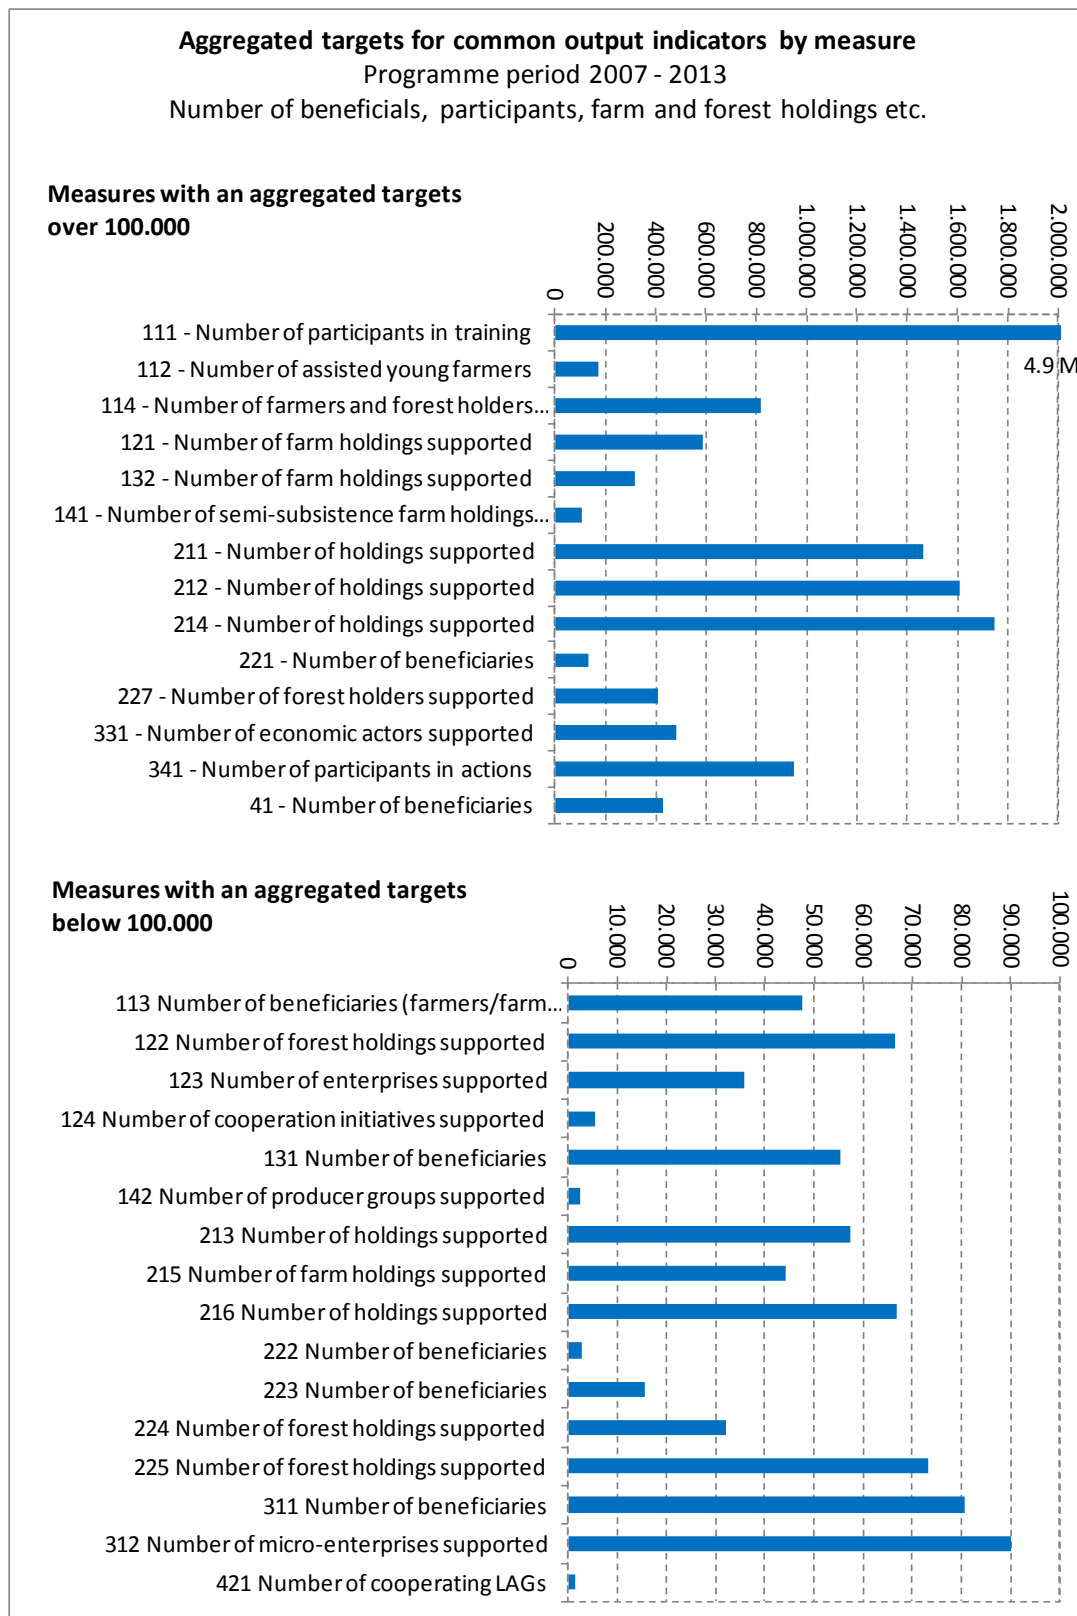 Aggregated targets for common output indicators by measure
Programme period 2007 - 2013
Number of beneficials, participants, farm and forest holdings etc.
Measures with an aggregated targets
over 100.000
0
200.000
400.000
600.000
800.000
1.000.000
1.200.000
1.400.000
1.600.000
1.800.000
2.000.000
111 - Number of participants in training
4.9 M
112 - Number of assisted young farmers
114 - Number of farmers and forest holders...
121 - Number of farm holdings supported
132 - Number of farm holdings supported
141 - Number of semi-subsistence farm holdings...
211 - Number of holdings supported
212 - Number of holdings supported
214 - Number of holdings supported
221 - Number of beneficiaries
227 - Number of forest holders supported
331 - Number of economic actors supported
341 - Number of participants in actions
41 - Number of beneficiaries
Measures with an aggregated targets
below 100.000
0
10.000
20.000
30.000
40.000
50.000
60.000
70.000
80.000
90.000
100.000
113 Number of beneficiaries (farmers/farm...
122 Number of forest holdings supported
123 Number of enterprises supported
124 Number of cooperation initiatives supported
131 Number of beneficiaries
142 Number of producer groups supported
213 Number of holdings supported
215 Number of farm holdings supported
216 Number of holdings supported
222 Number of beneficiaries
223 Number of beneficiaries
224 Number of forest holdings supported
225 Number of forest holdings supported
311 Number of beneficiaries
312 Number of micro-enterprises supported
421 Number of cooperating LAGs